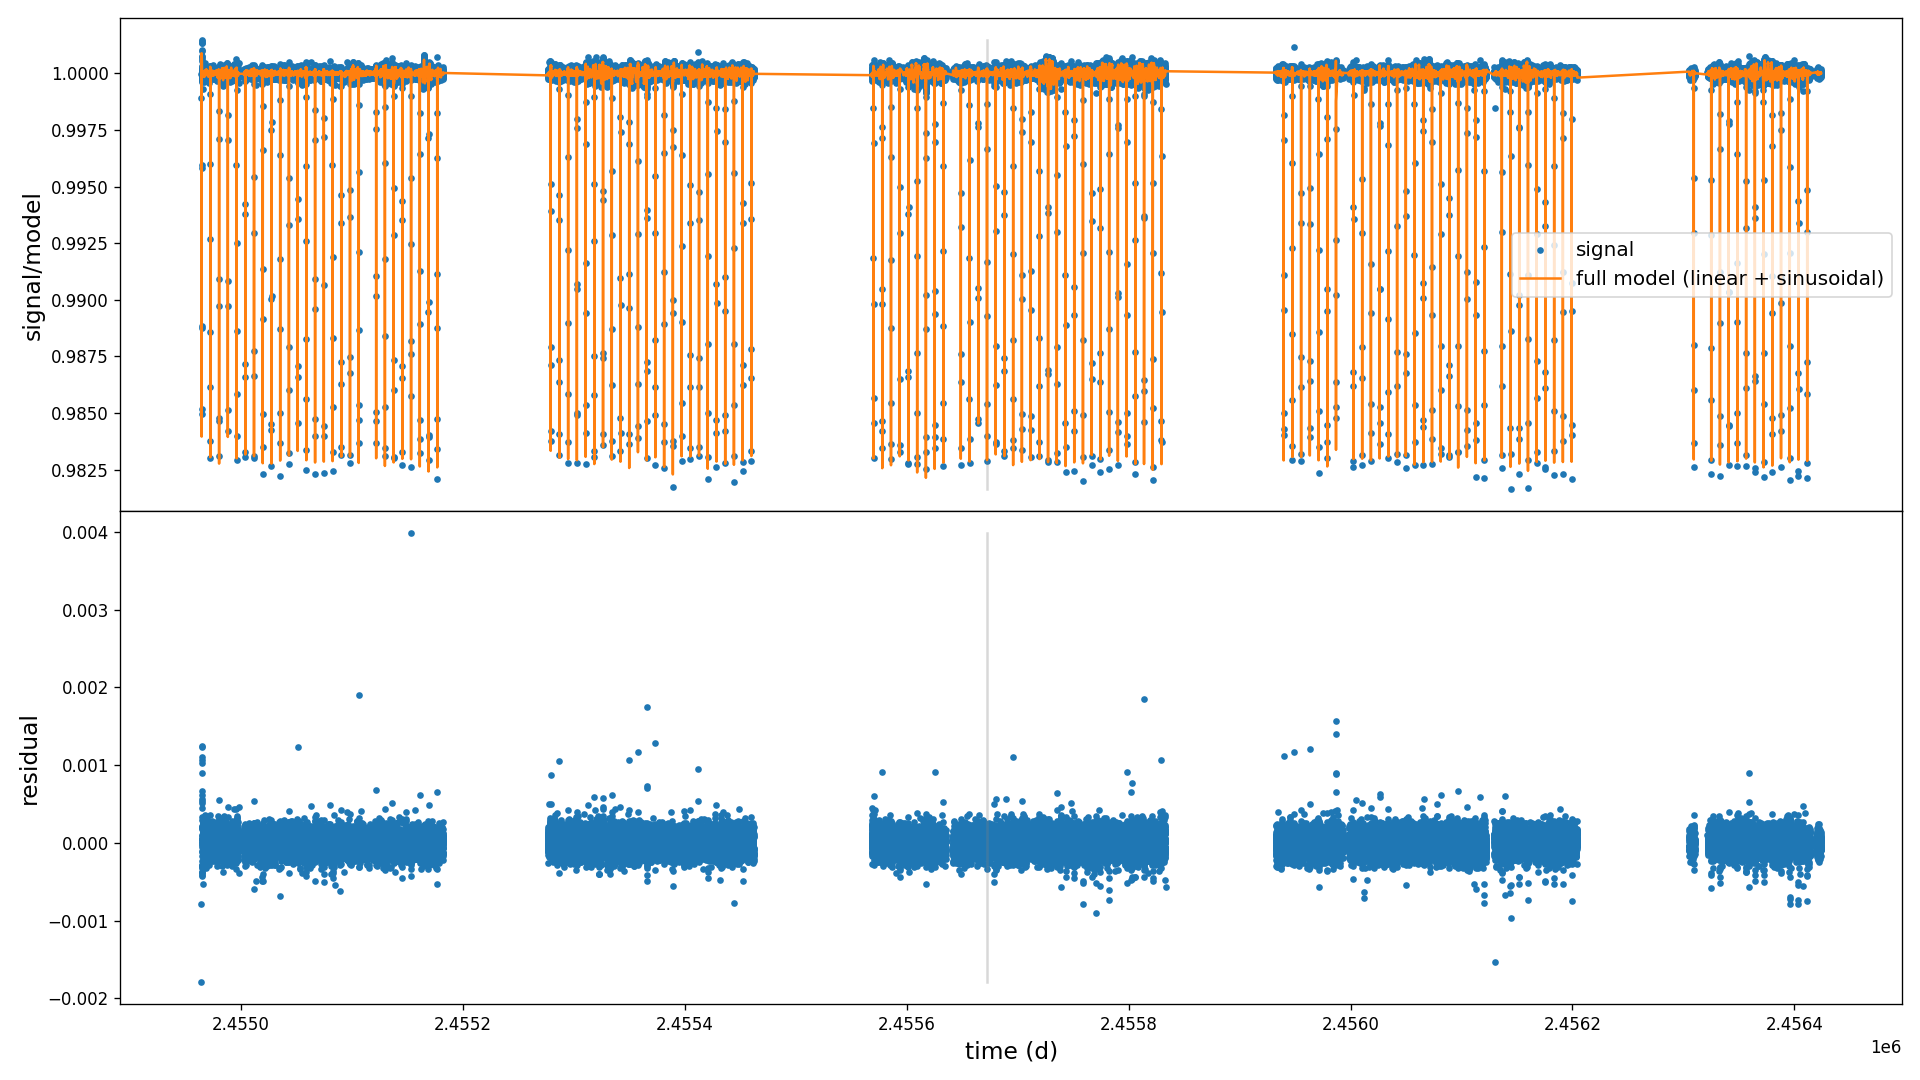 1.0000
0.9975
0.9950
0.9925
0.9900
0.9875
0.9850
0.9825
signal/model
signal
full model (linear + sinusoidal)
0.004
0.003
0.002
0.001
0.000
−0.001
−0.002
residual
2.4550 2.4552 2.4554 2.4556 2.4558 2.4560 2.4562 2.4564
1e6
time (d)